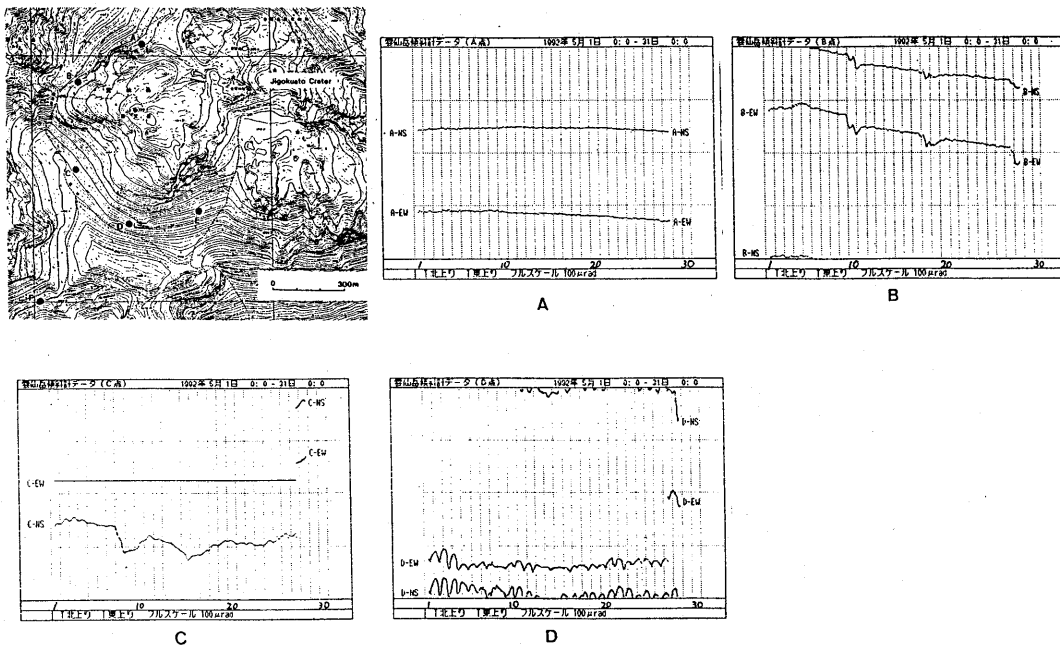 A
B
Jigokuato Crater
C
D
E
0 300m
雲仙岳傾斜計データ (A点) 1992年 5月 1日 0: 0 - 31日 0: 0
A-NS A-NS
A-EW A-EW
1 10 20 30
↑北上り ↑東上り フルスケール 100μrad
A
雲仙岳傾斜計データ (B点) 1992年 5月 1日 0: 0 - 31日 0: 0
B-NS
B-EW
B-EW
B-NS
1 10 20 30
↑北上り ↑東上り フルスケール 100μrad
B
雲仙岳傾斜計データ (C点) 1992年 5月 1日 0: 0 - 31日 0: 0
C-NS
C-EW
C-EW
C-NS
1 10 20 30
↑北上り ↑東上り フルスケール 100μrad
C
雲仙岳傾斜計データ (D点) 1992年 5月 1日 0: 0 - 31日 0: 0
D-NS
D-EW
D-EW
D-NS
1 10 20 30
↑北上り ↑東上り フルスケール 100μrad
D